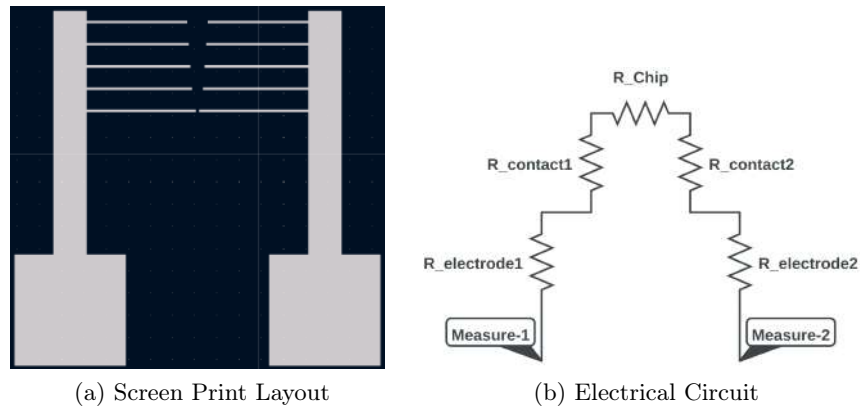 R_Chip
R_contact1
R_contact2
R_electrode1
R_electrode2
Measure-1
Measure-2
(a) Screen Print Layout
(b) Electrical Circuit